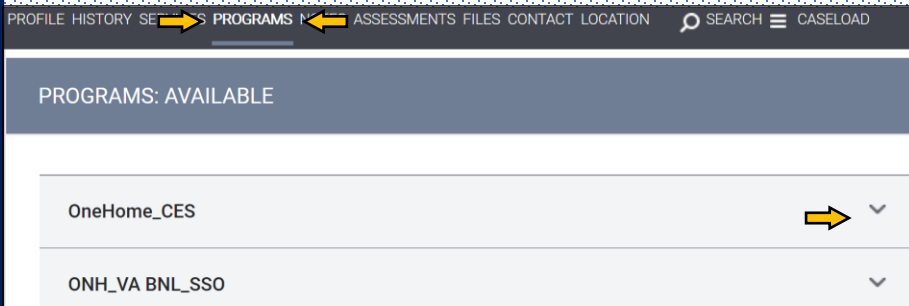 PROFILE HISTORY PROGRAMS ASSESSMENTS FILES CONTACT LOCATION SEARCH CASELOAD
PROGRAMS: AVAILABLE
OneHome_CES
ONH_VA BNL_SSO